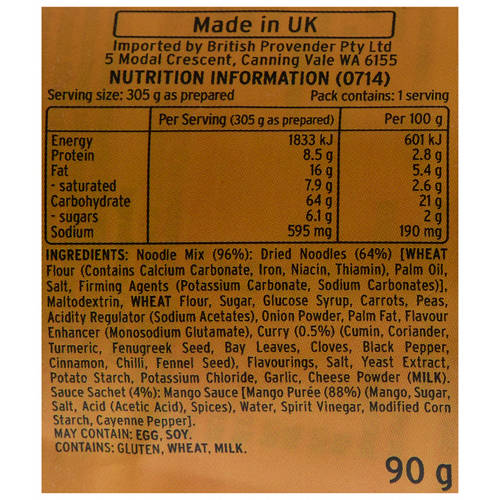 Made in UK
Imported by British Provender Pty Ltd
5 Modal Crescent, Canning Vale WA 6155
NUTRITION INFORMATION (0714)
Serving size: 305 g as prepared Pack contains: 1 serving
Per Serving (305 g as prepared) Per 100 g
Energy 1833 kJ 601 kJ
Protein 8.5 g 2.8 g
Fat 16 g 5.4 g
- saturated 7.9 g 2.6 g
Carbohydrate 64 g 21 g
- sugars 6.1 g 2 g
Sodium 595 mg 190 mg
INGREDIENTS: Noodle Mix (96%): Dried Noodles (64%) [WHEAT
Flour (Contains Calcium Carbonate, Iron, Niacin, Thiamin), Palm Oil,
Salt, Firming Agents (Potassium Carbonate, Sodium Carbonates)],
Maltodextrin, WHEAT Flour, Sugar, Glucose Syrup, Carrots, Peas,
Acidity Regulator (Sodium Acetates), Onion Powder, Palm Fat, Flavour
Enhancer (Monosodium Glutamate), Curry (0.5%) (Cumin, Coriander,
Turmeric, Fenugreek Seed, Bay Leaves, Cloves, Black Pepper,
Cinnamon, Chilli, Fennel Seed), Flavourings, Salt, Yeast Extract,
Potato Starch, Potassium Chloride, Garlic, Cheese Powder (MILK).
Sauce Sachet (4%): Mango Sauce [Mango Purée (88%) (Mango, Sugar,
Salt, Acid (Acetic Acid), Spices), Water, Spirit Vinegar, Modified Corn
Starch, Cayenne Pepper].
MAY CONTAIN: EGG, SOY.
CONTAINS: GLUTEN, WHEAT, MILK.
90 g